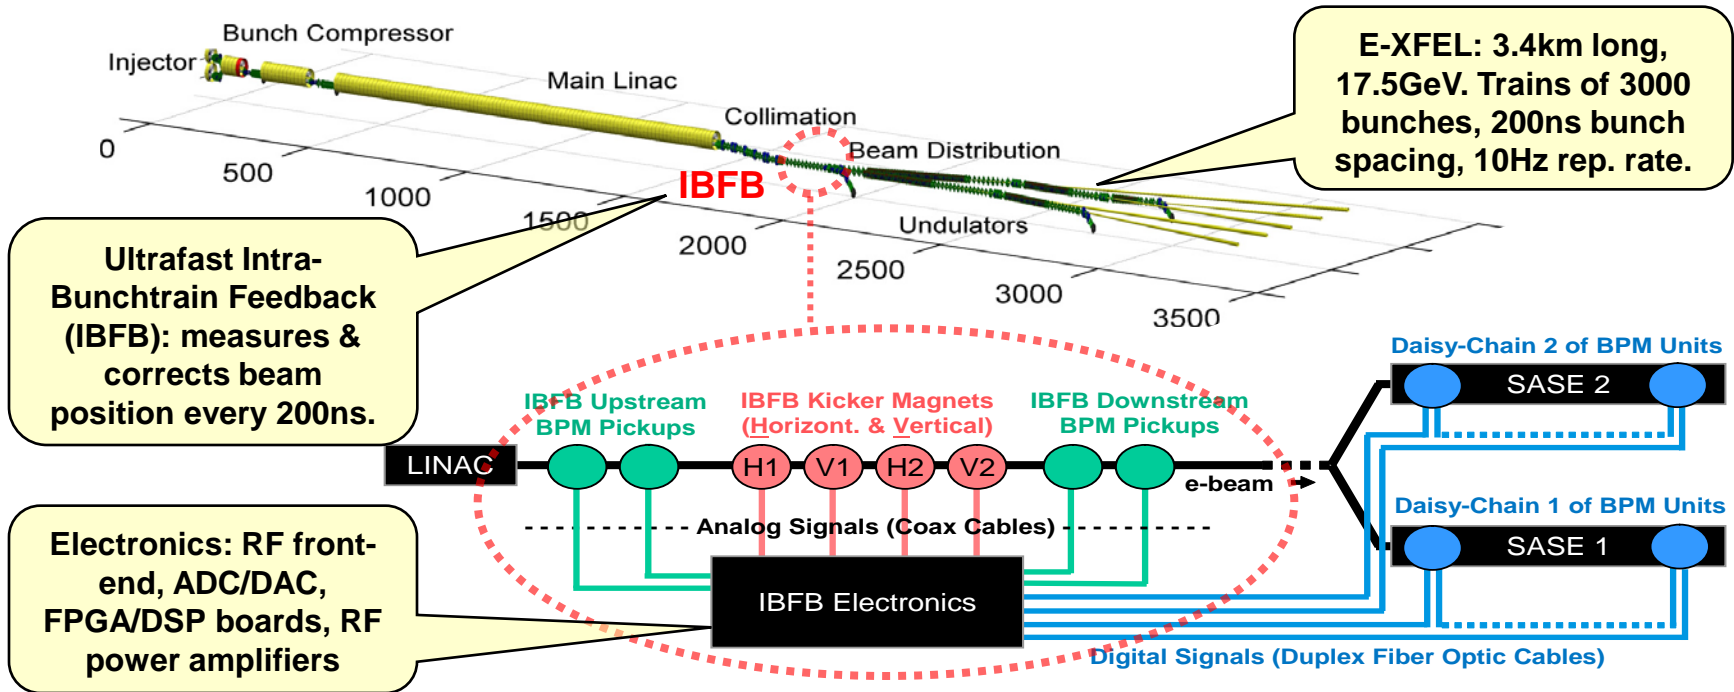 Bunch Compressor
Injector
Main Linac
Collimation
Beam Distribution
Undulators
IBFB
0
500
1000
1500
2000
2500
3000
3500
E-XFEL: 3.4km long,
17.5GeV. Trains of 3000
bunches, 200ns bunch
spacing, 10Hz rep. rate.
Ultrafast Intra-
Bunchtrain Feedback
(IBFB): measures &
corrects beam
position every 200ns.
Electronics: RF front-
end, ADC/DAC,
FPGA/DSP boards, RF
power amplifiers
IBFB Upstream
BPM Pickups
IBFB Kicker Magnets
(Horizont. & Vertical)
IBFB Downstream
BPM Pickups
LINAC
H1
V1
H2
V2
e-beam
Analog Signals (Coax Cables)
IBFB Electronics
Daisy-Chain 2 of BPM Units
SASE 2
Daisy-Chain 1 of BPM Units
SASE 1
Digital Signals (Duplex Fiber Optic Cables)